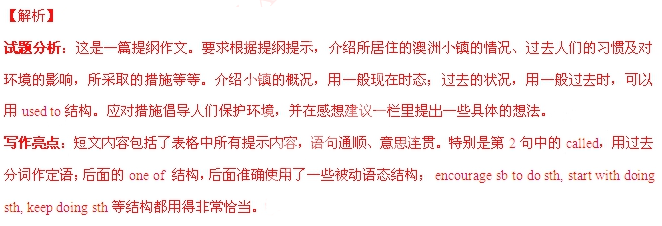 【解析】
试题分析：这是一篇提纲作文。要求根据提纲提示，介绍所居住的澳洲小镇的情况、过去人们的习惯及对
环境的影响，所采取的措施等等。介绍小镇的概况，用一般现在时态；过去的状况，用一般过去时，可以
用 used to 结构。应对措施倡导人们保护环境，并在感想建议一栏里提出一些具体的想法。
写作亮点：短文内容包括了表格中所有提示内容，语句通顺、意思连贯。特别是第 2 句中的 called，用过去
分词作定语；后面的 one of 结构，后面准确使用了一些被动语态结构； encourage sb to do sth, start with doing
sth, keep doing sth 等结构都用得非常恰当。